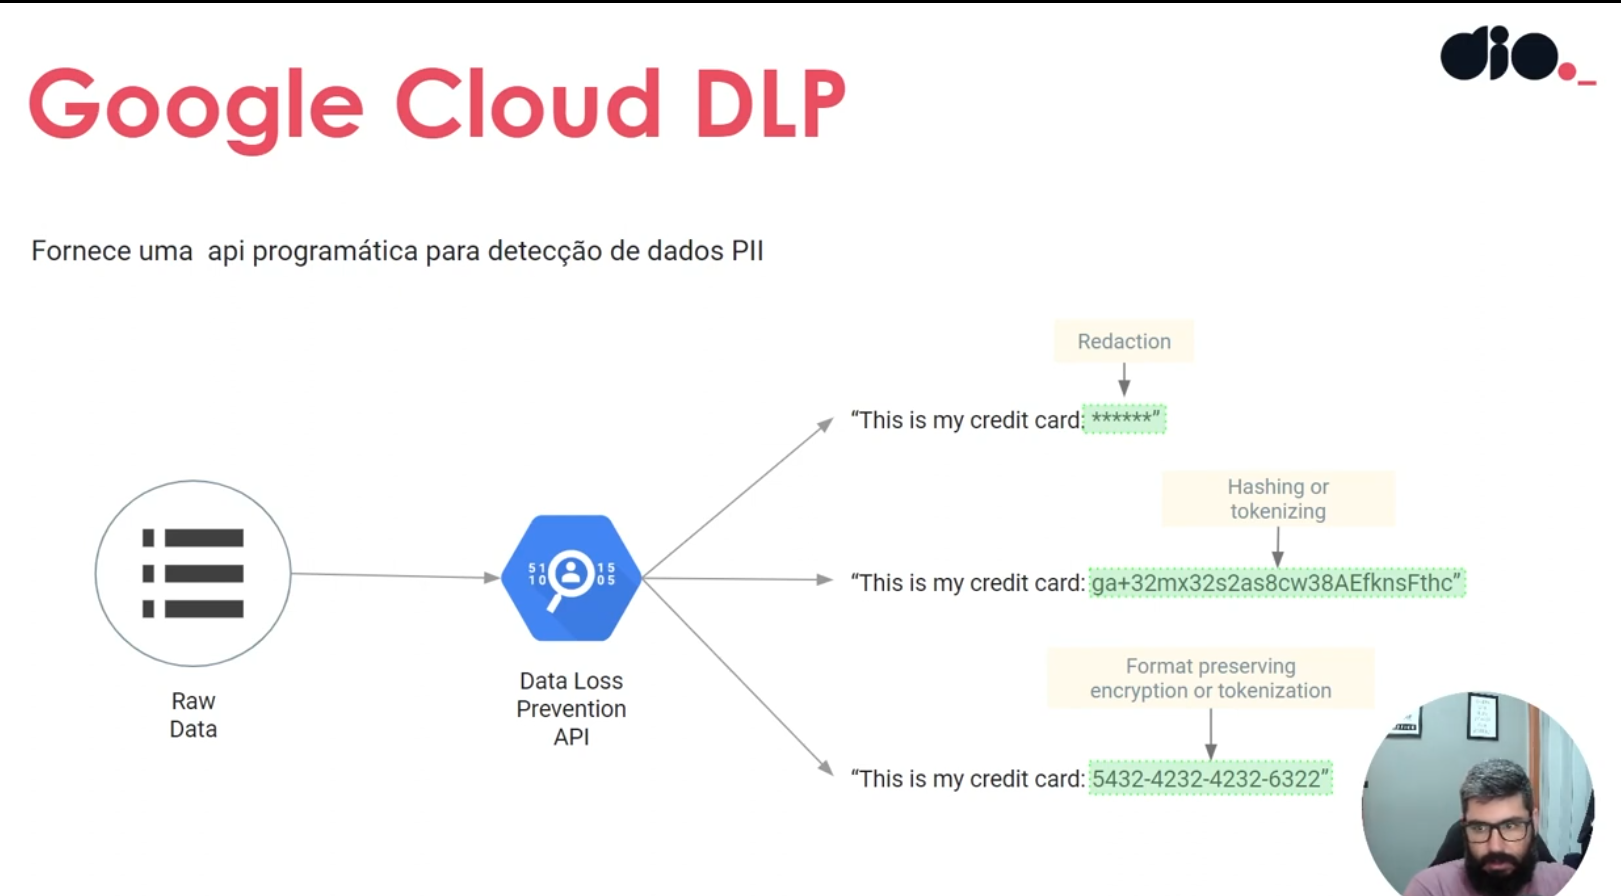 dio._
Google Cloud DLP
Fornece uma api programática para detecção de dados PII
Redaction
“This is my credit card: ******”
Hashing or
tokenizing
“This is my credit card: ga+32mx32s2as8cw38AEfknsFthc”
Format preserving
encryption or tokenization
“This is my credit card: 5432-4232-4232-6322”
51 15
10 05
Raw
Data
Data Loss
Prevention
API